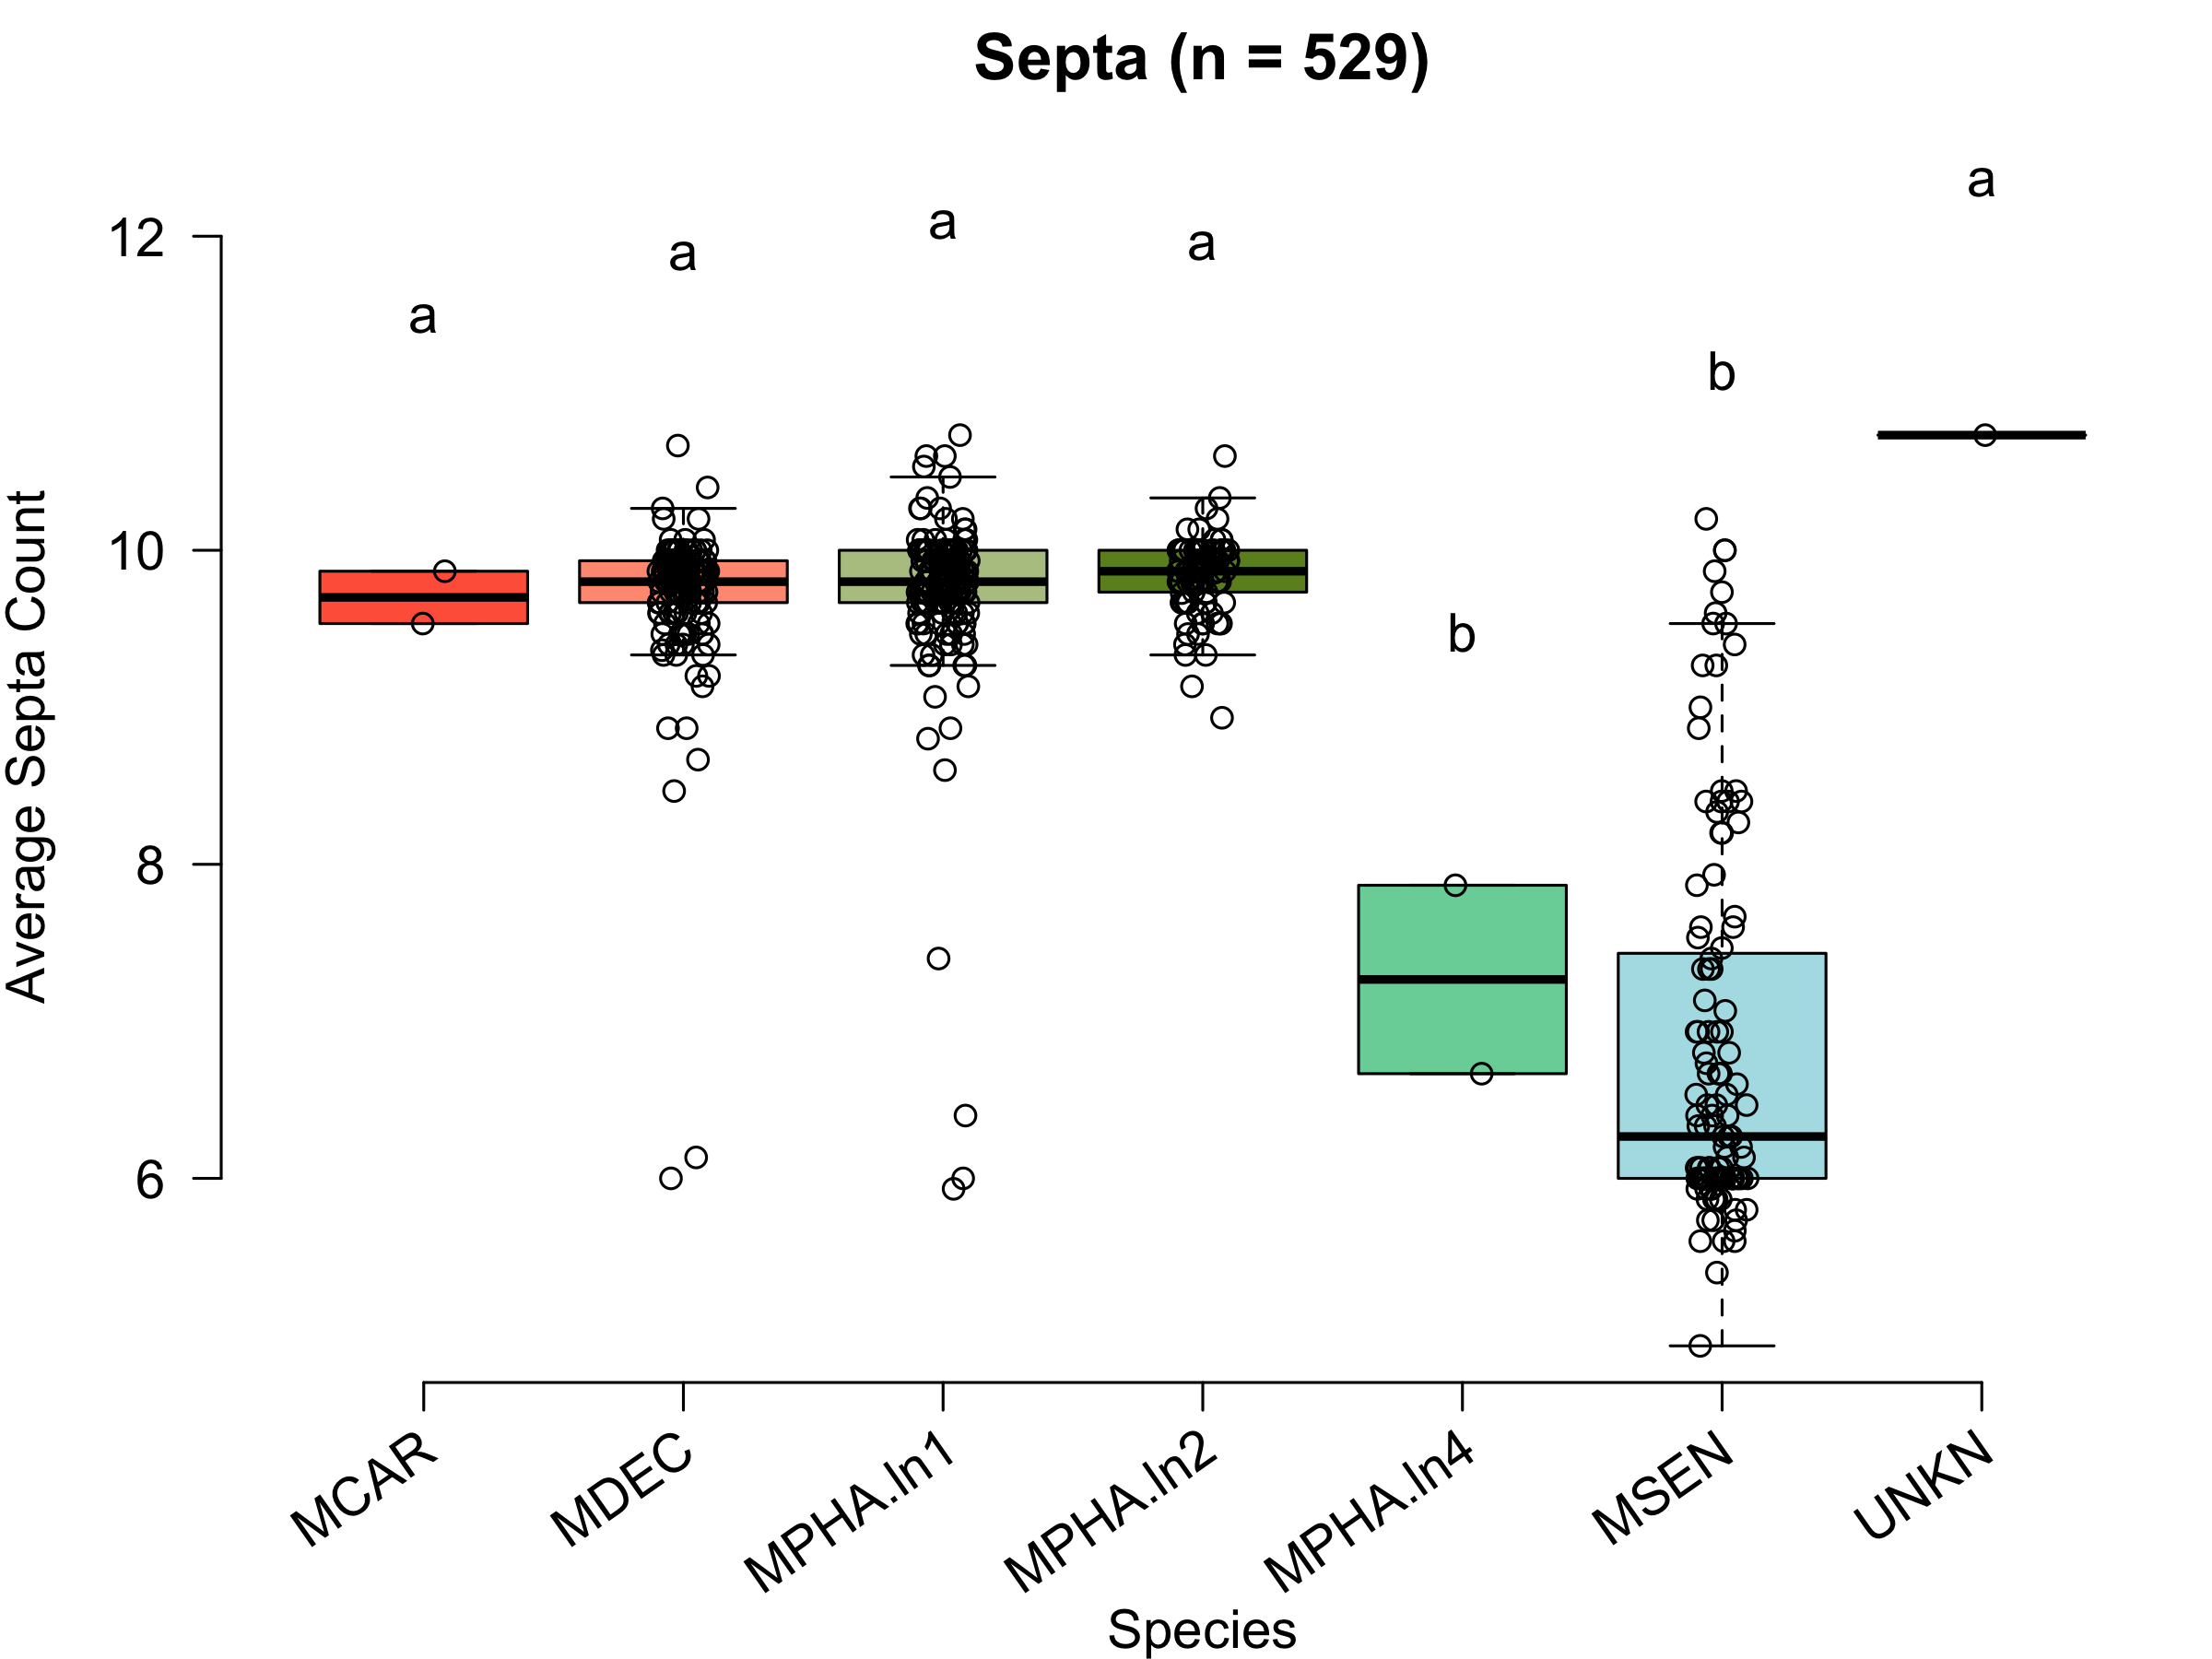 Septa (n = 529)
a
a
a
a
a
b
b
12
10
8
6
Average Septa Count
MCAR
MDEC
MPHA.ln1
MPHA.ln2
MPHA.ln4
MSEN
UNKN
Species